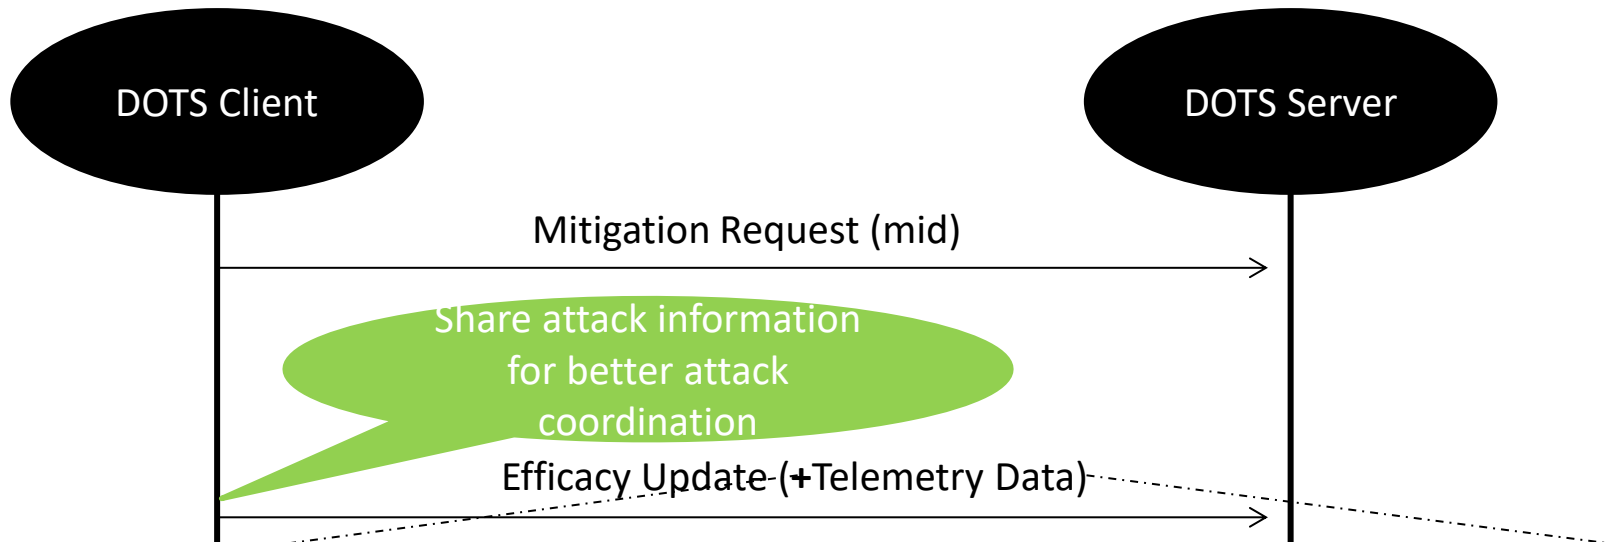 DOTS Client
DOTS Server
Mitigation Request (mid)
Share attack information
for better attack
coordination
Efficacy Update (+Telemetry Data)